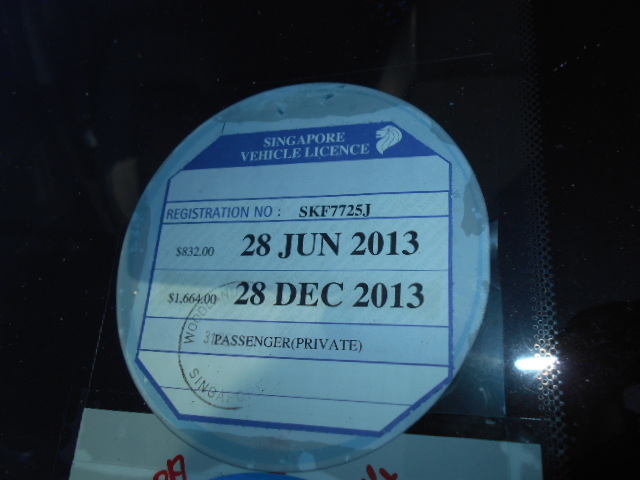 SINGAPORE
VEHICLE LICENCE
REGISTRATION NO : SKF7725J
$832.00 28 JUN 2013
$1,664.00 28 DEC 2013
PASSENGER(PRIVATE)